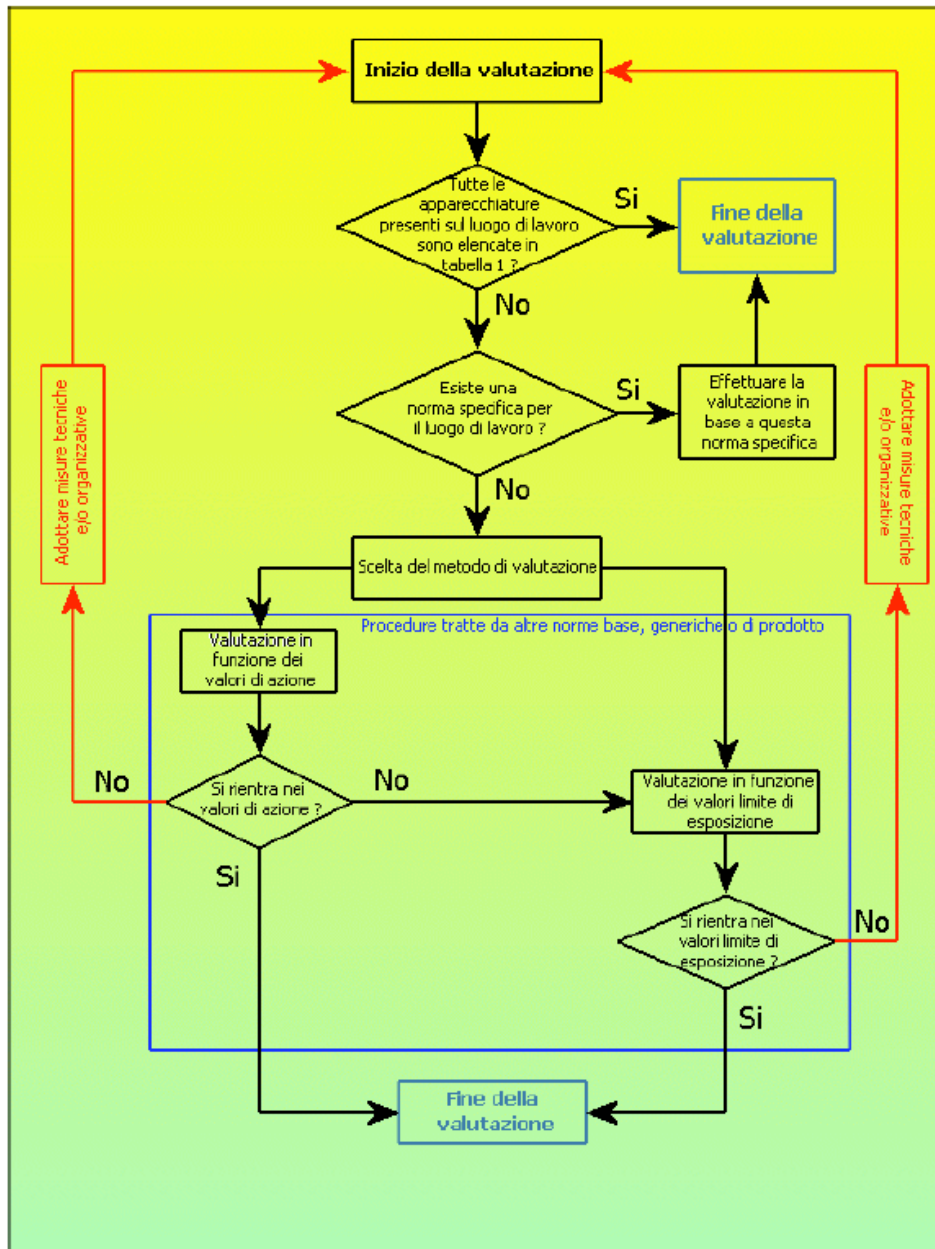 Inizio della valutazione
Tutte le
apparecchiature
presenti sul luogo di lavoro
sono elencate in
tabella 1 ?
Si
Fine della
valutazione
No
Esiste una
norma specifica per
il luogo di lavoro ?
Si
Effettuare la
valutazione in
base a questa
norma specifica
No
Adottare misure tecniche
e/o organizzative
Adottare misure tecniche
e/o organizzative
Scelta del metodo di valutazione
Procedure tratte da altre norme base, generiche o di prodotto
Valutazione in
funzione dei
valori di azione
No
Si rientra nei
valori di azione ?
No
Valutazione in funzione
dei valori limite di
esposizione
Si
Si rientra nei
valori limite di
esposizione ?
No
Si
Fine della
valutazione